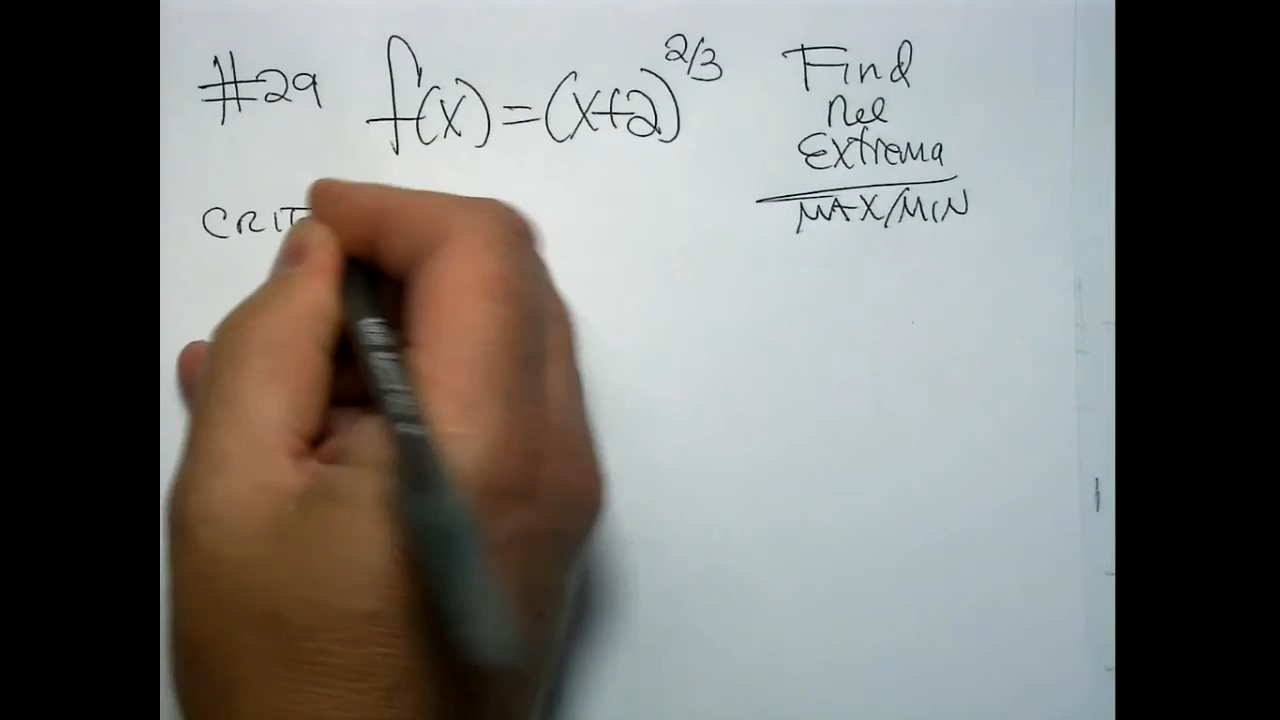 #29 f(x)=(x+2)^2/3
Find
Rel
Extrema
MAX/MIN
CRIT